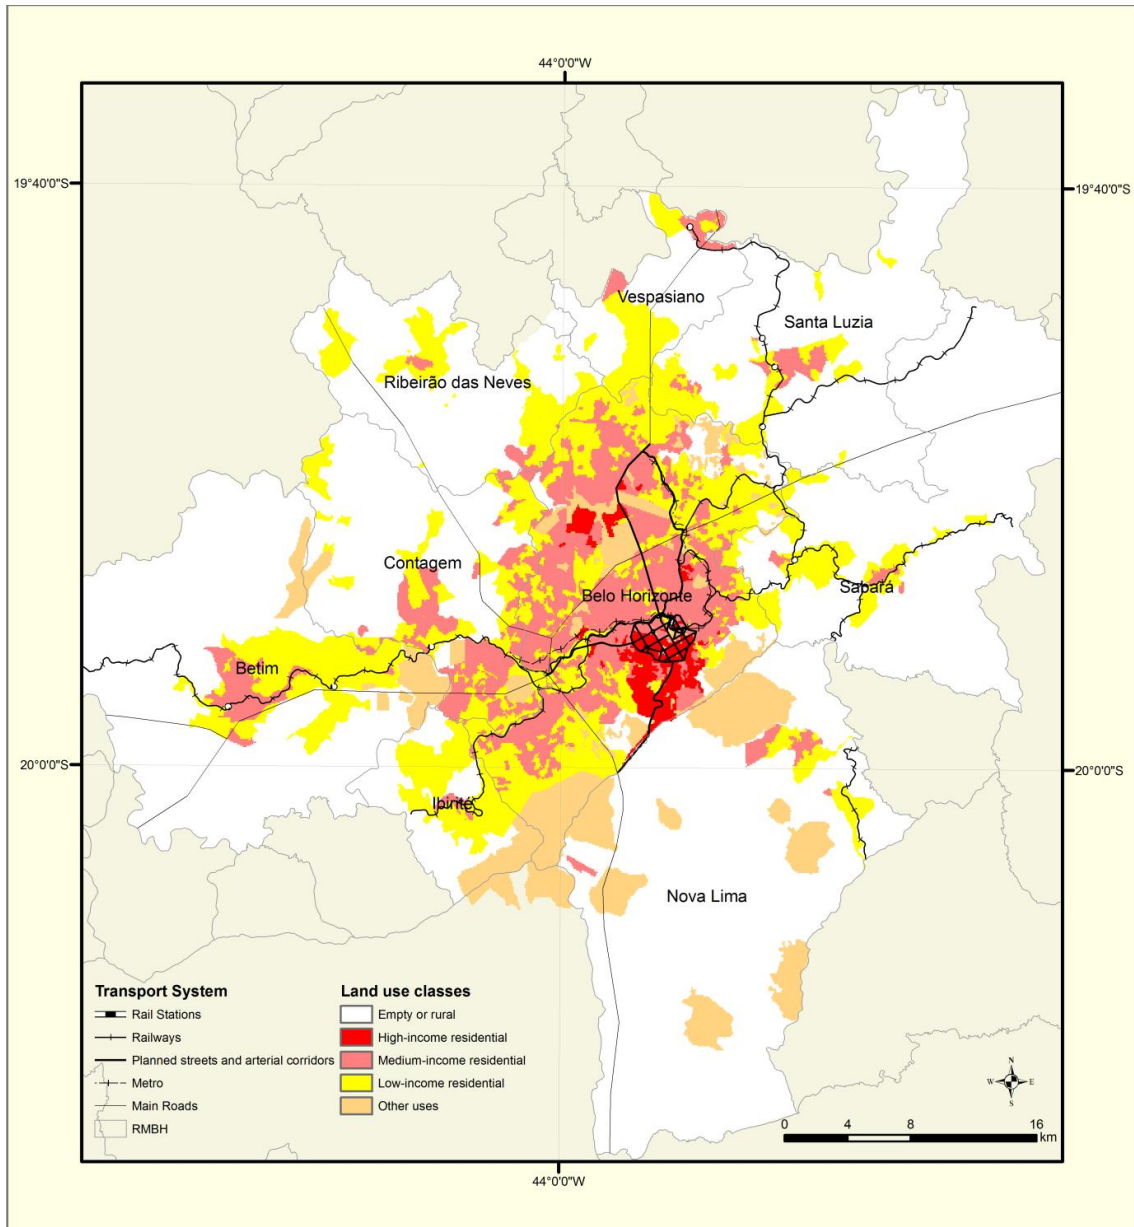 44°0'0"W
19°40'0"S
19°40'0"S
Vespasiano
Santa Luzia
Ribeirão das Neves
Contagem
Sabará
Belo Horizonte
Betim
20°0'0"S
20°0'0"S
Ibirité
Nova Lima
Transport System
Rail Stations
Railways
Planned streets and arterial corridors
Metro
Main Roads
RMBH
Land use classes
Empty or rural
High-income residential
Medium-income residential
Low-income residential
Other uses
N
W E
S
0 4 8 16
km
44°0'0"W